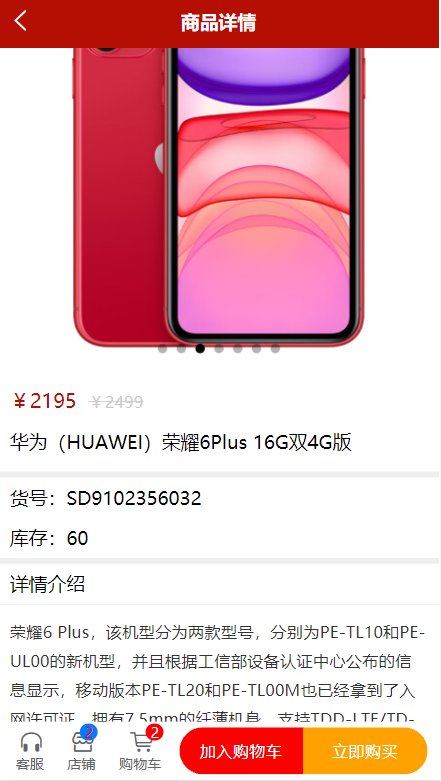 商品详情
￥2195 ￥2499
华为（HUAWEI）荣耀6Plus 16G双4G版
货号：SD9102356032
库存：60
详情介绍
荣耀6 Plus，该机型分为两款型号，分别为PE-TL10和PE-
UL00的新机型，并且根据工信部设备认证中心公布的信
息显示，移动版本PE-TL20和PE-TL00M也已经拿到了入
网许可证，拥有7.5mm的纤薄机身，支持TDD-LTE/TD-
2 2
客服 店铺 购物车 加入购物车 立即购买